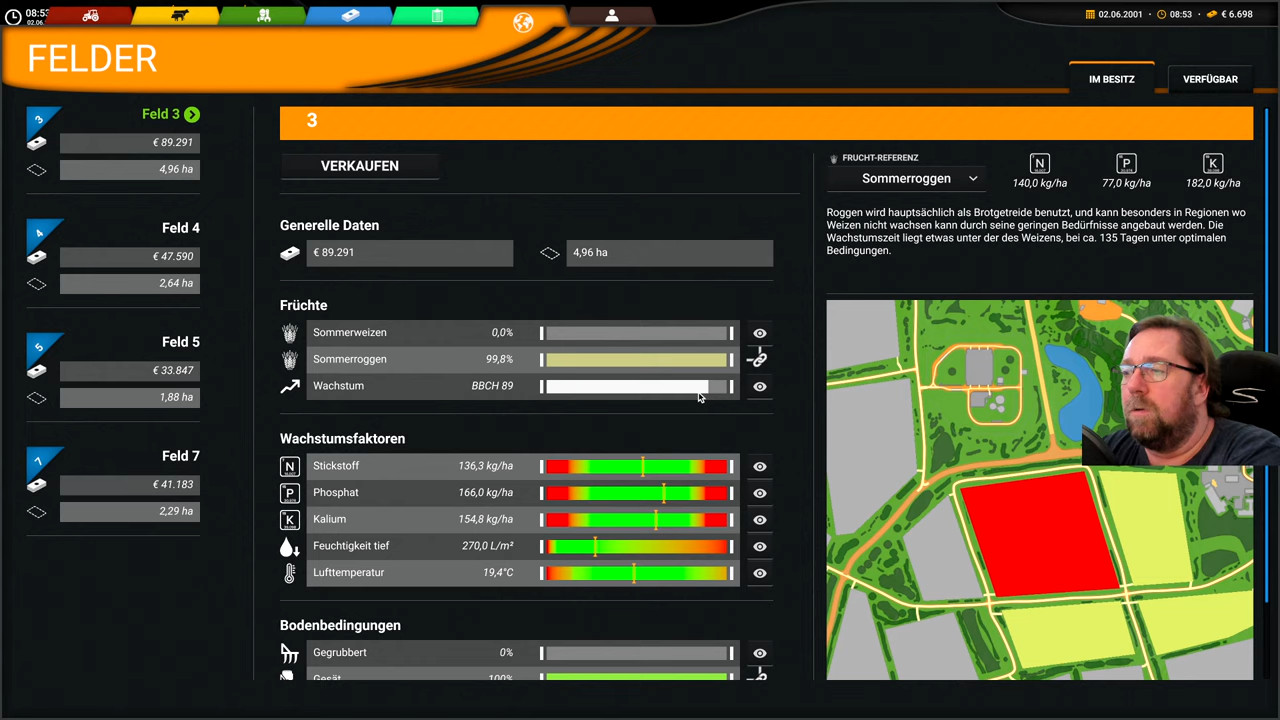 08:53
02.06.
02.06.2001 • 08:53 • € 6.698
FELDER
IM BESITZ
VERFÜGBAR
3
Feld 3
€ 89.291
4,96 ha
4
Feld 4
€ 47.590
2,64 ha
5
Feld 5
€ 33.847
1,88 ha
7
Feld 7
€ 41.183
2,29 ha
3
VERKAUFEN
Generelle Daten
€ 89.291
4,96 ha
Früchte
Sommerweizen 0,0%
Sommerroggen 99,8%
Wachstum BBCH 89
Wachstumsfaktoren
N Stickstoff 136,3 kg/ha
P Phosphat 166,0 kg/ha
K Kalium 154,8 kg/ha
Feuchtigkeit tief 270,0 L/m²
Lufttemperatur 19,4°C
Bodenbedingungen
Gegrubbert 0%
Gesät 100%
FRUCHT-REFERENZ
Sommerroggen
N
140,0 kg/ha
P
77,0 kg/ha
K
182,0 kg/ha
Roggen wird hauptsächlich als Brotgetreide benutzt, und kann besonders in Regionen wo
Weizen nicht wachsen kann durch seine geringen Bedürfnisse angebaut werden. Die
Wachstumszeit liegt etwas unter der des Weizens, bei ca. 135 Tagen unter optimalen
Bedingungen.